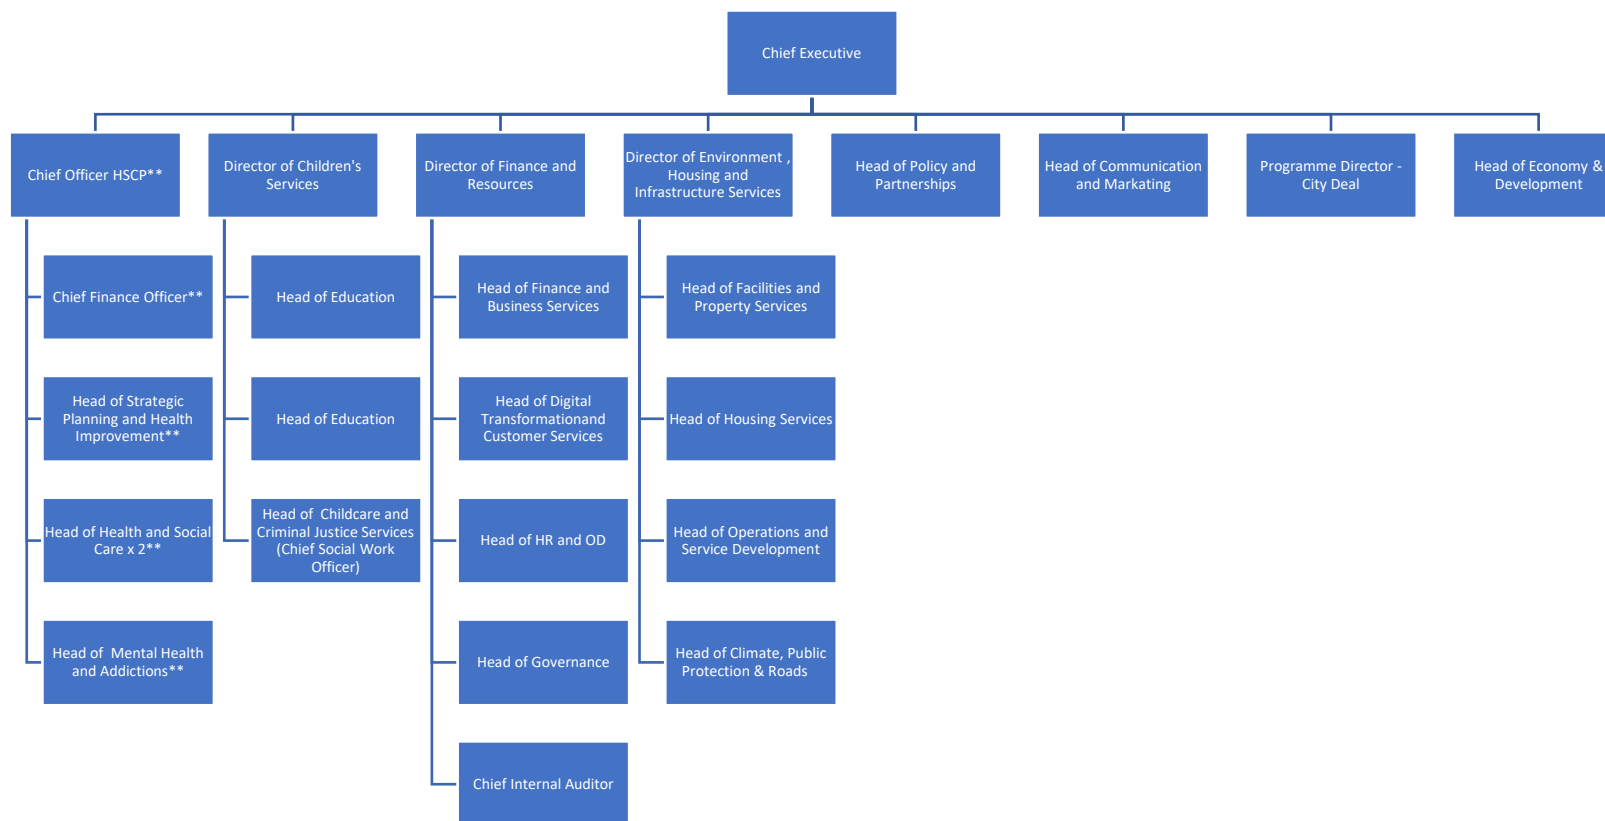 Chief Executive
Chief Officer HSCP**
Director of Children's
Services
Director of Finance and
Resources
Director of Environment ,
Housing and
Infrastructure Services
Head of Policy and
Partnerships
Head of Communication
and Markating
Programme Director -
City Deal
Head of Economy &
Development
Chief Finance Officer**
Head of Strategic
Planning and Health
Improvement**
Head of Health and Social
Care x 2**
Head of  Mental Health
and Addictions**
Head of Education
Head of Education
Head of  Childcare and
Criminal Justice Services
(Chief Social Work
Officer)
Head of Finance and
Business Services
Head of Digital
Transformationand
Customer Services
Head of HR and OD
Head of Governance
Chief Internal Auditor
Head of Facilities and
Property Services
Head of Housing Services
Head of Operations and
Service Development
Head of Climate, Public
Protection & Roads